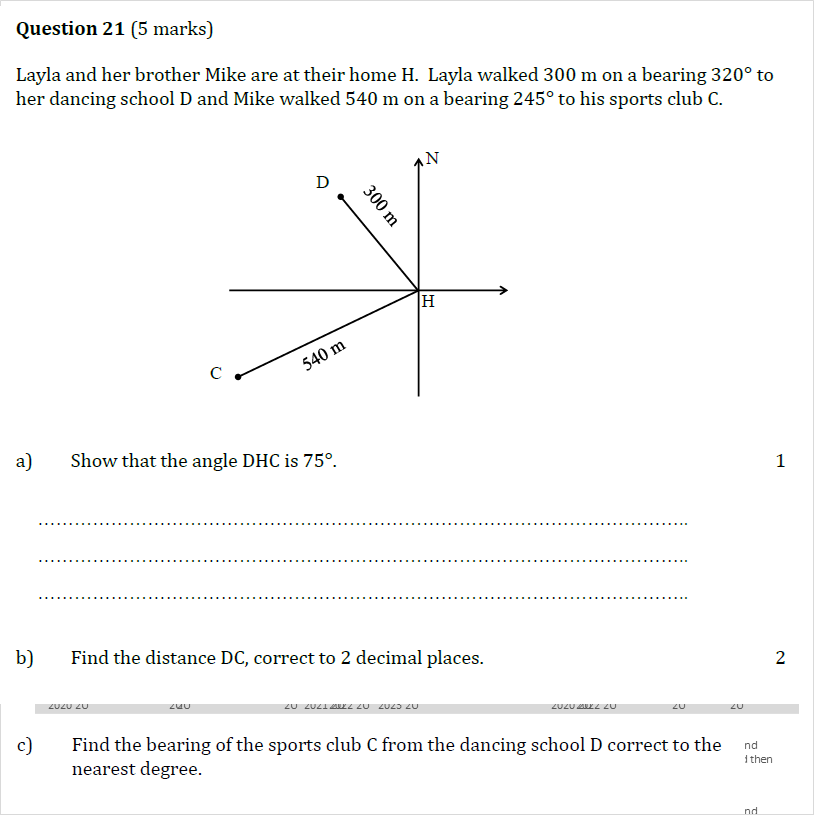 Question 21 (5 marks)
Layla and her brother Mike are at their home H. Layla walked 300 m on a bearing 320° to
her dancing school D and Mike walked 540 m on a bearing 245° to his sports club C.
N
D
300 m
H
540 m
C
a) Show that the angle DHC is 75°. 1
……………………………………………………………………………………………..
……………………………………………………………………………………………..
……………………………………………………………………………………………..
b) Find the distance DC, correct to 2 decimal places. 2
c) Find the bearing of the sports club C from the dancing school D correct to the
nearest degree.
nd
then
nd